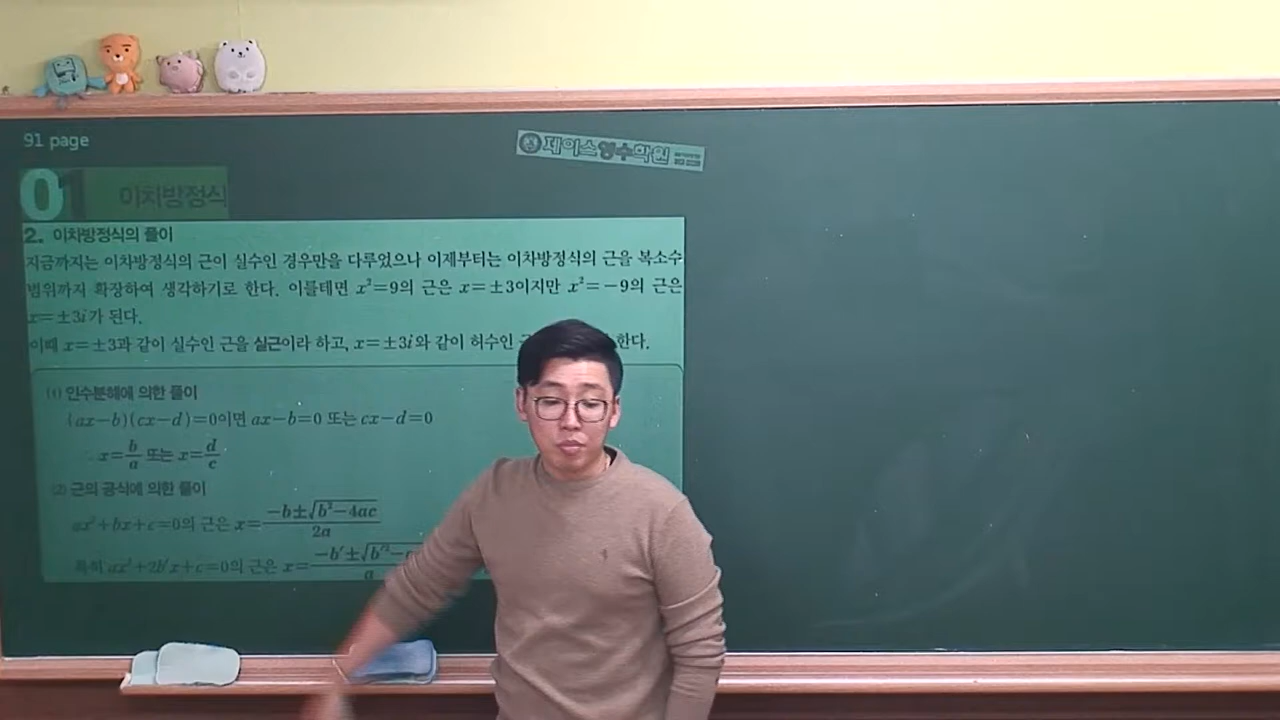 91 page
제이스영수학원
01 이차방정식
2. 이차방정식의 풀이
지금까지는 이차방정식의 근이 실수인 경우만을 다루었으나 이제부터는 이차방정식의 근을 복소수
범위까지 확장하여 생각하기로 한다. 이를테면 x²=9의 근은 x=±3이지만 x²=-9의 근은
x=±3i가 된다.
이때 x=±3과 같이 실수인 근을 실근이라 하고, x=±3i와 같이 허수인 한다.
(1) 인수분해에 의한 풀이
(ax-b)(cx-d)=0이면 ax-b=0 또는 cx-d=0
x=b/a 또는 x=d/c
(2) 근의 공식에 의한 풀이
ax²+bx+c=0의 근은 x=(-b±√(b²-4ac))/2a
특히 ax²+2b′x+c=0의 근은 x=(-b′±√(b′²-